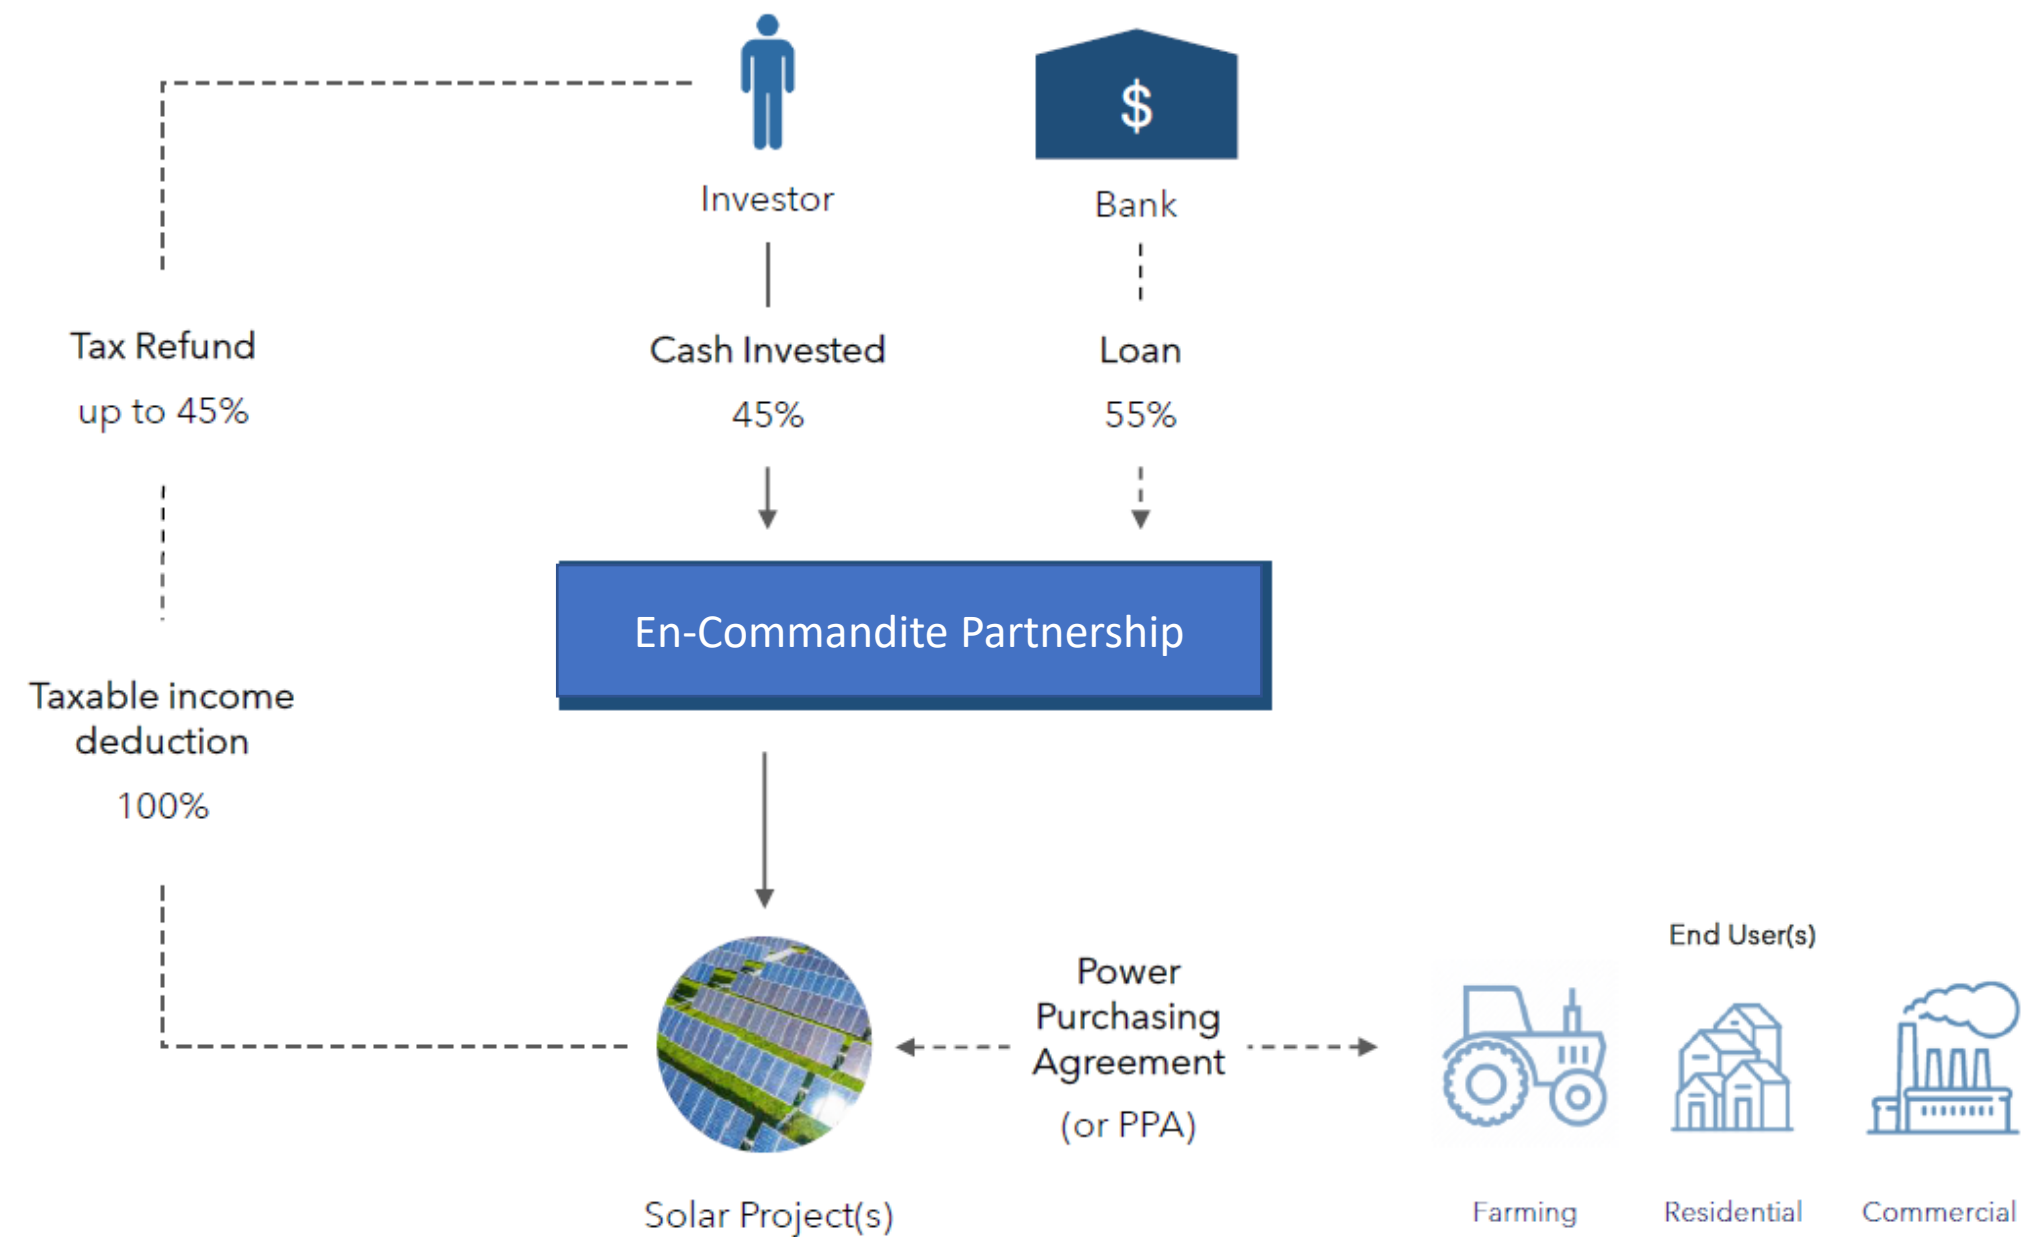 $
Investor
Bank
Tax Refund
up to 45%
Cash Invested
45%
Loan
55%
En-Commandite Partnership
Taxable income
deduction
100%
Power
Purchasing
Agreement
(or PPA)
End User(s)
Solar Project(s)
Farming
Residential
Commercial